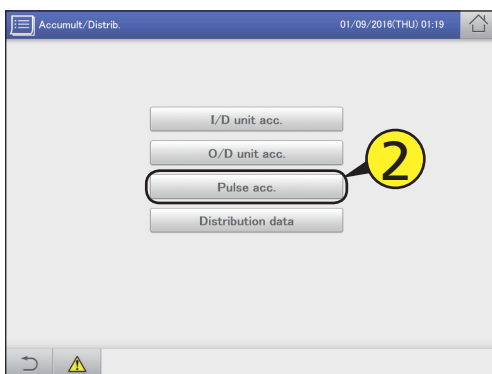 Accumult/Distrib. 01/09/2016(THU) 01:19
I/D unit acc.
O/D unit acc.
2
Pulse acc.
Distribution data